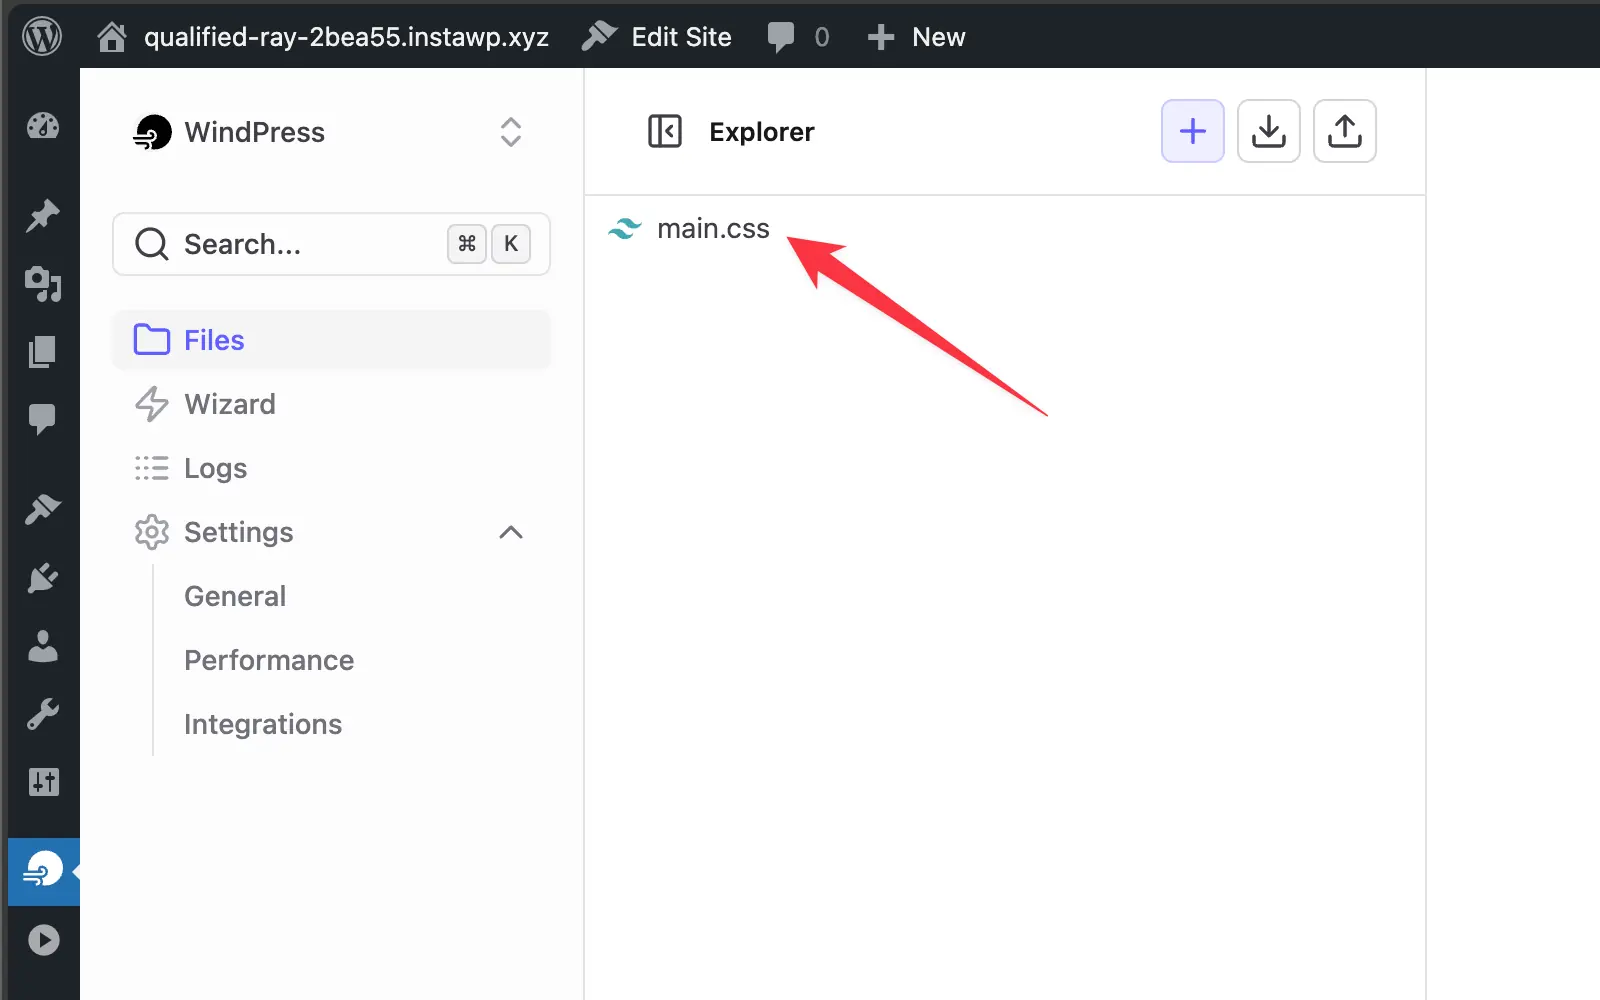 qualified-ray-2bea55.instawp.xyz Edit Site 0 New
WindPress
Explorer
Search... ⌘ K
main.css
Files
Wizard
Logs
Settings
General
Performance
Integrations